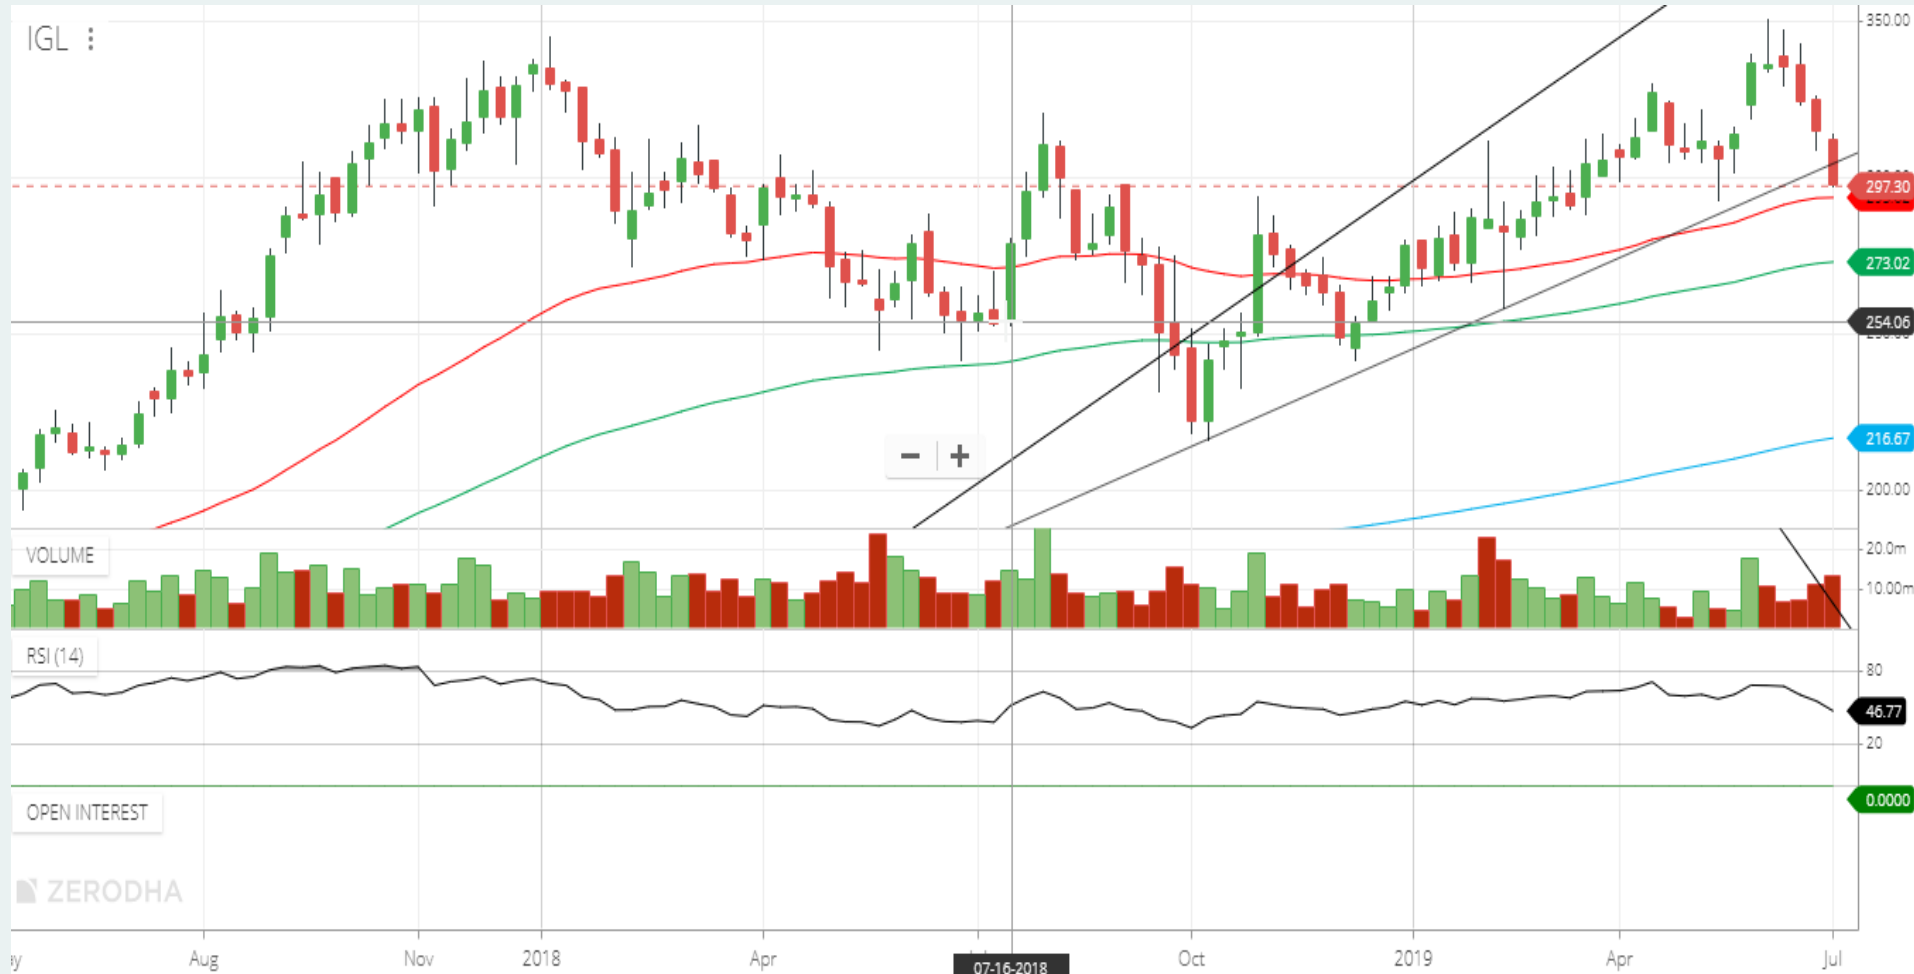 IGL
350.00
297.30
273.02
254.06
216.67
200.00
VOLUME
20.0m
10.00m
RSI (14)
80
46.77
20
OPEN INTEREST
0.0000
ZERODHA
Aug Nov 2018 Apr 07-16-2018 Oct 2019 Apr Jul